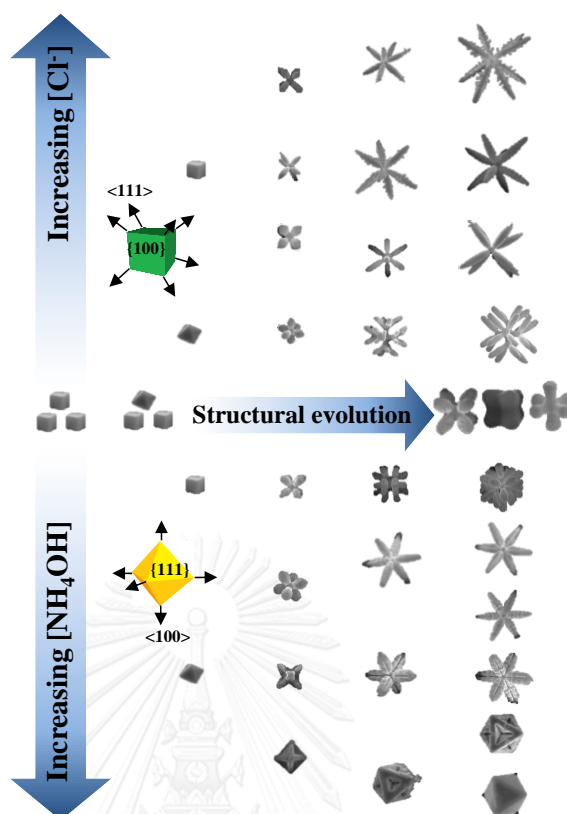 Increasing [Cl⁻]
<111>
{100}
Structural evolution
Increasing [NH₄OH]
{111}
<100>